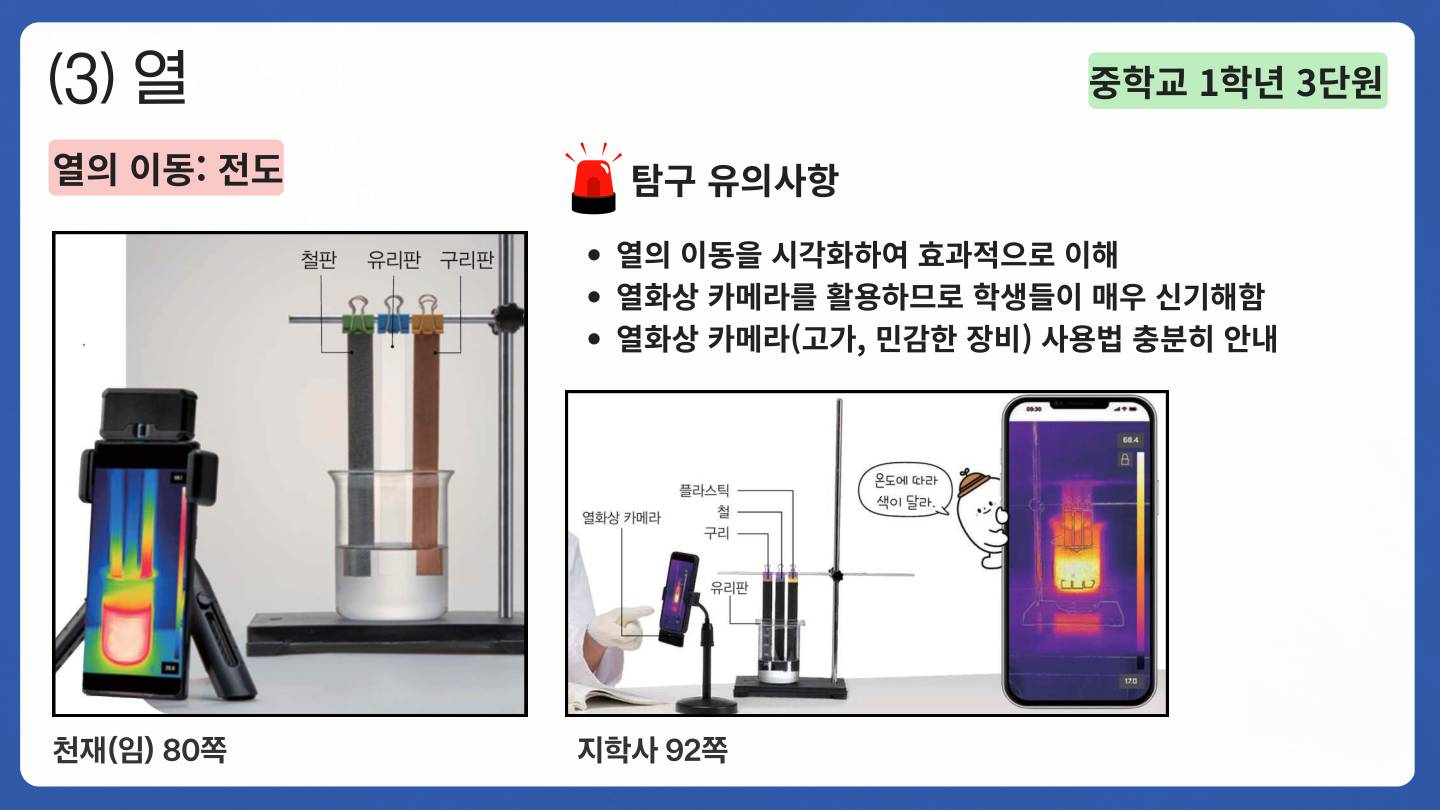 (3) 열
중학교 1학년 3단원
열의 이동: 전도
탐구 유의사항
열의 이동을 시각화하여 효과적으로 이해
열화상 카메라를 활용하므로 학생들이 매우 신기해함
열화상 카메라(고가, 민감한 장비) 사용법 충분히 안내
철판 유리판 구리판
플라스틱
철
구리
열화상 카메라
유리판
온도에 따라
색이 달라.
09:30
68.4
17.0
천재(임) 80쪽
지학사 92쪽